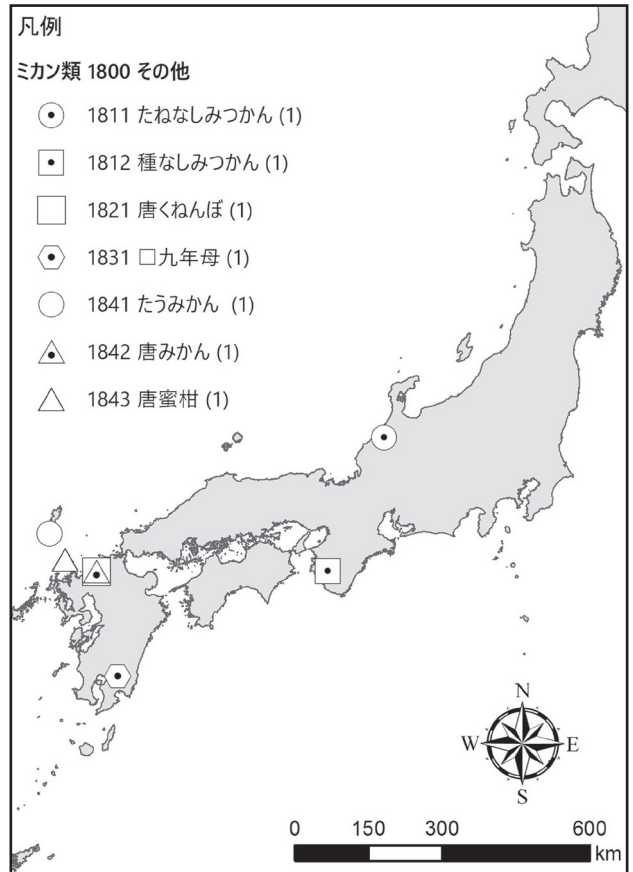 凡例
ミカン類 1800 その他
1811 たねなしみつかん (1)
1812 種なしみつかん (1)
1821 唐くねんぼ (1)
1831 □九年母 (1)
1841 たうみかん (1)
1842 唐みかん (1)
1843 唐蜜柑 (1)
N
W E
S
0 150 300 600
km